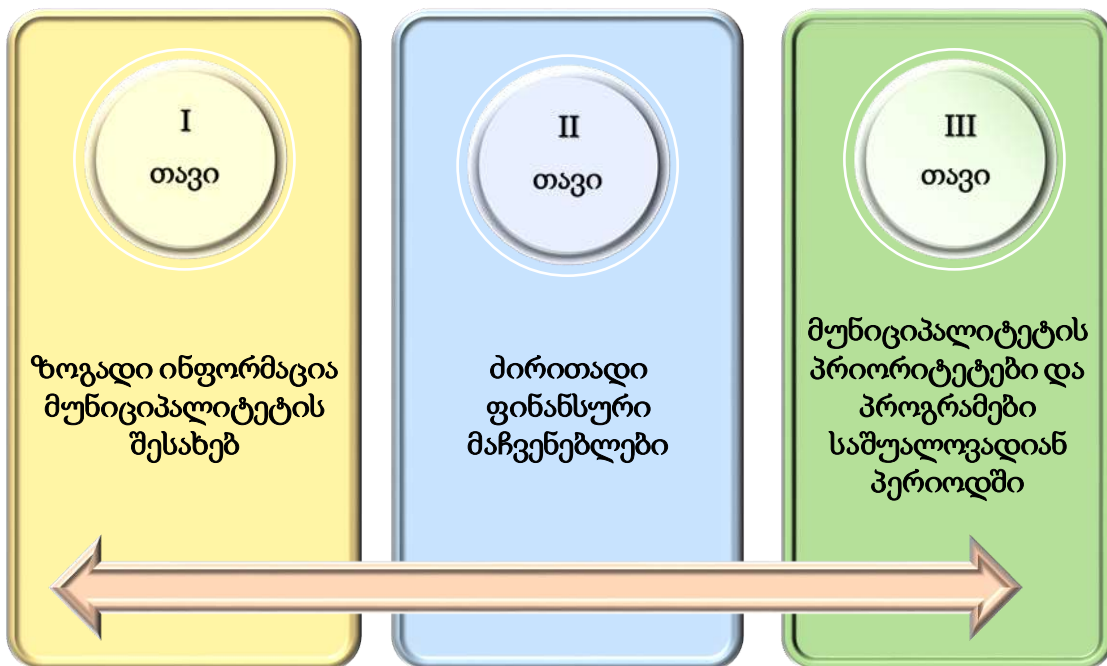 I
თავი
ზოგადი ინფორმაცია
მუნიციპალიტეტის
შესახებ
II
თავი
ძირითადი
ფინანსური
მაჩვენებლები
III
თავი
მუნიციპალიტეტის
პრიორიტეტები და
პროგრამები
საშუალოვადიან
პერიოდში